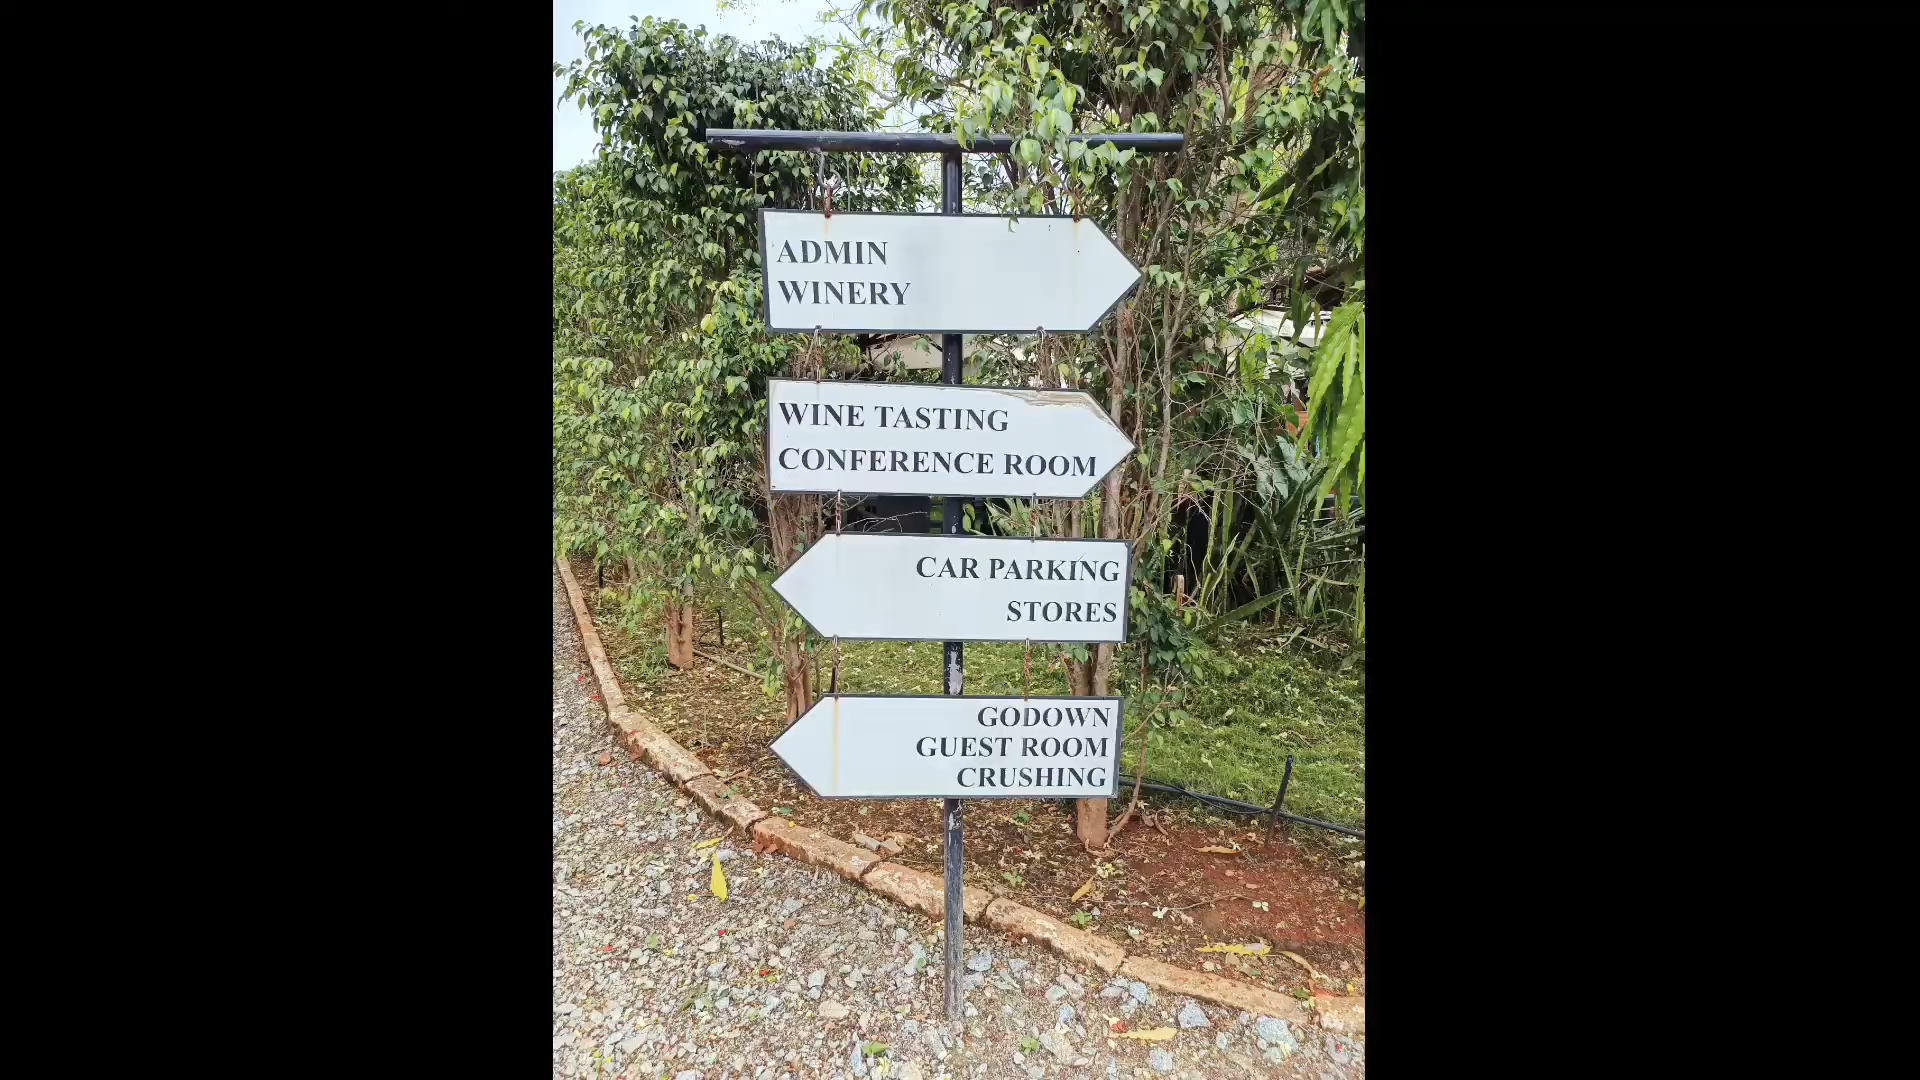 ADMIN
WINERY
WINE TASTING
CONFERENCE ROOM
CAR PARKING
STORES
GODOWN
GUEST ROOM
CRUSHING